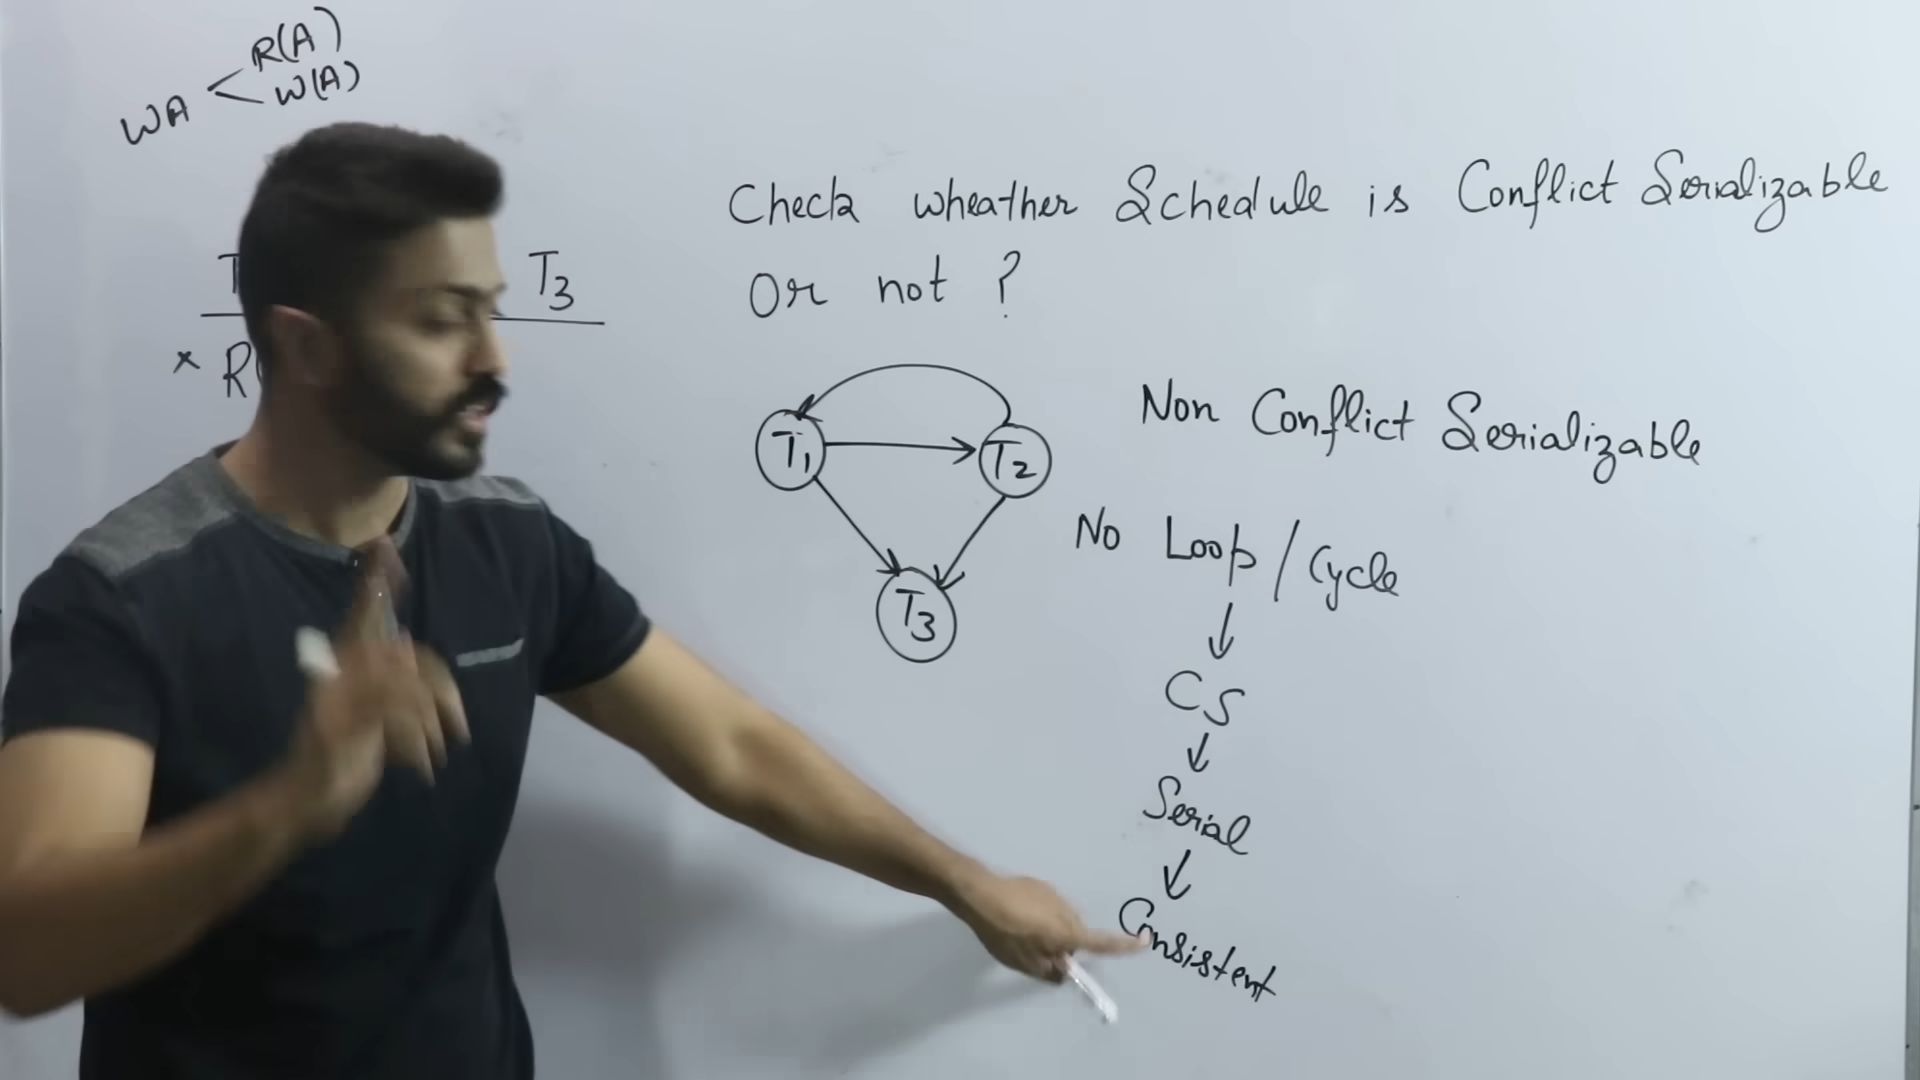 R(A)
WA < W(A)
T3
× R(
Check wheather Schedule is Conflict Serializable
Or not ?
T1
T2
T3
Non Conflict Serializable
No Loop / Cycle
↓
CS
↓
Serial
↓
Consistent